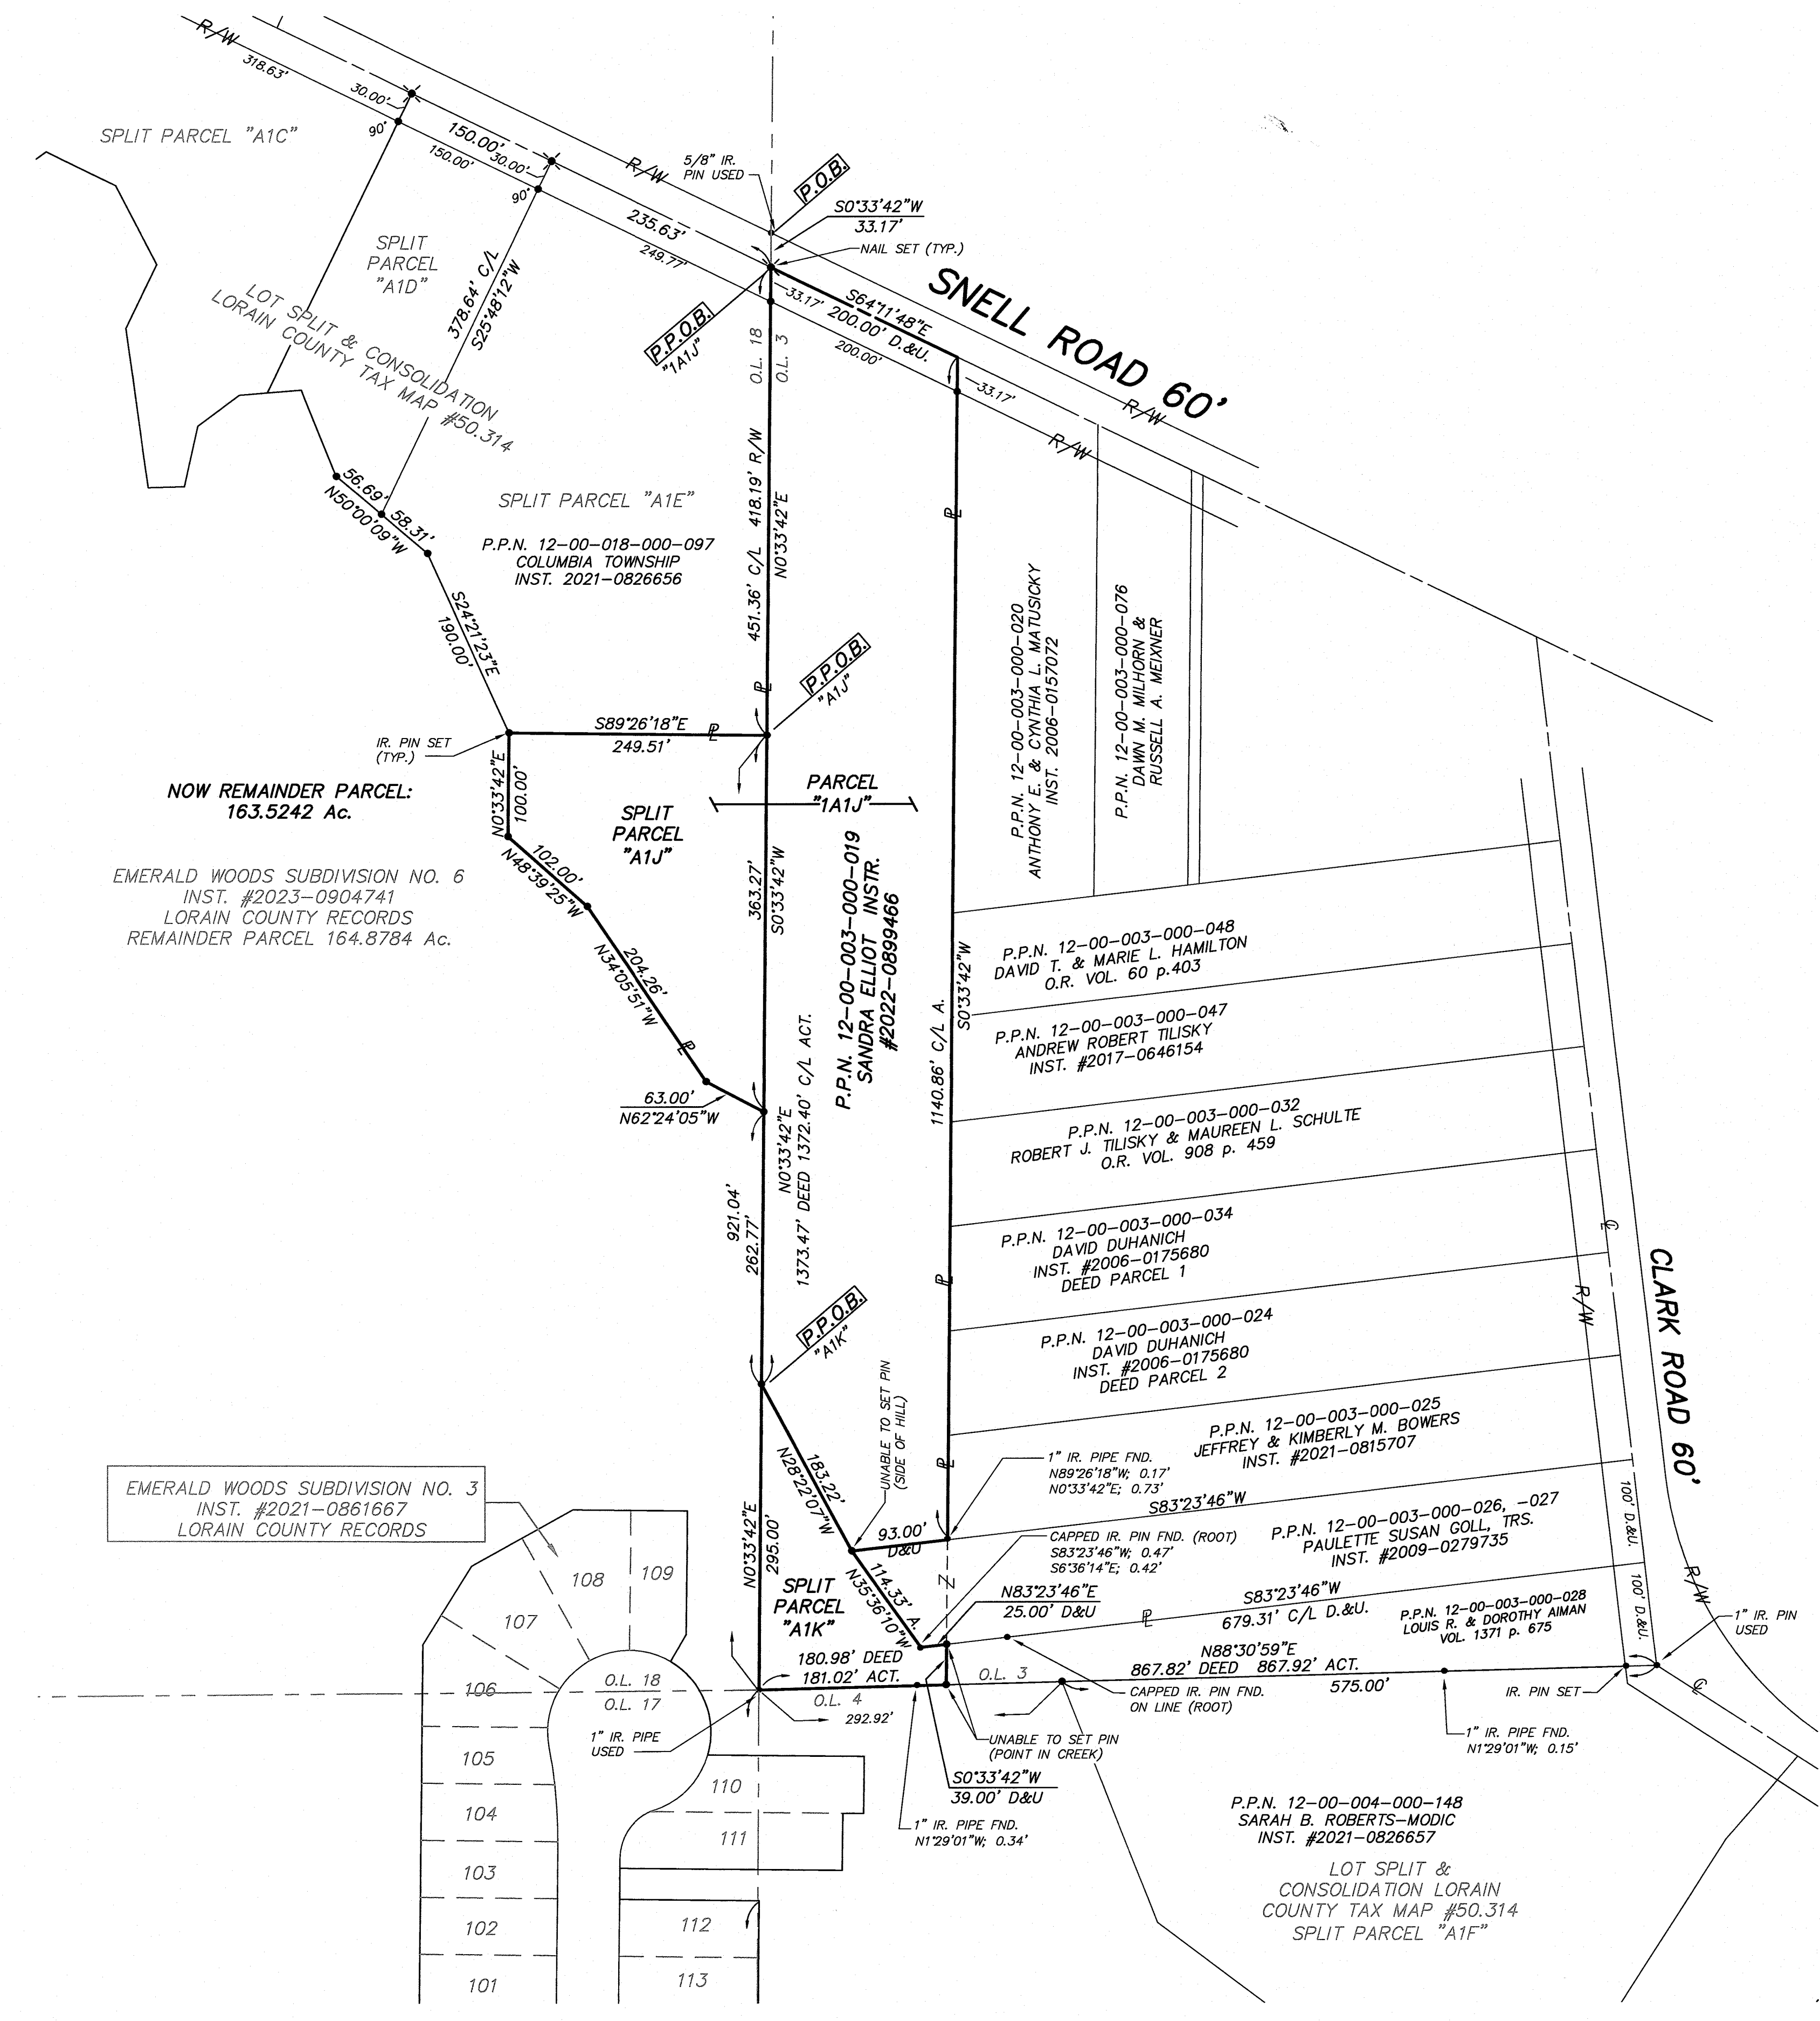 R/W
318.63'
30.00'
90°
SPLIT PARCEL "A1C"
150.00'
150.00'
30.00'
90°
R/W
5/8" IR.
PIN USED
P.O.B.
S0°33'42"W
33.17'
NAIL SET (TYP.)
235.63'
249.77'
SPLIT
PARCEL
"A1D"
378.64' C/L
S25°48'12"W
LOT SPLIT & CONSOLIDATION
LORAIN COUNTY TAX MAP #50.314
P.P.O.B.
"1A1J"
33.17'
S64°11'48"E
200.00' D.&U.
200.00'
33.17'
SNELL ROAD 60'
R/W
R/W
O.L. 18
O.L. 3
56.69'
58.31'
N50°00'09"W
SPLIT PARCEL "A1E"
P.P.N. 12-00-018-000-097
COLUMBIA TOWNSHIP
INST. 2021-0826656
451.36' C/L 418.19' R/W
N0°33'42"E
S24°21'23"E
190.00'
P.P.N. 12-00-003-000-020
ANTHONY E. & CYNTHIA L. MATUSICKY
INST. 2006-0157072
P.P.N. 12-00-003-000-076
DAWN M. MILHORN &
RUSSELL A. MEIXNER
P.P.O.B.
"A1J"
S89°26'18"E
249.51'
IR. PIN SET
(TYP.)
N0°33'42"E
100.00'
NOW REMAINDER PARCEL:
163.5242 Ac.
PARCEL
"1A1J"
SPLIT
PARCEL
"A1J"
102.00'
N48°39'25"W
EMERALD WOODS SUBDIVISION NO. 6
INST. #2023-0904741
LORAIN COUNTY RECORDS
REMAINDER PARCEL 164.8784 Ac.
363.27'
S0°33'42"W
P.P.N. 12-00-003-000-019
SANDRA ELLIOT INSTR.
#2022-0899466
204.26'
N34°05'51"W
63.00'
N62°24'05"W
N0°33'42"E
1373.47' DEED 1372.40' C/L ACT.
1140.86' C/L A.
S0°33'42"W
P.P.N. 12-00-003-000-048
DAVID T. & MARIE L. HAMILTON
O.R. VOL. 60 p.403
P.P.N. 12-00-003-000-047
ANDREW ROBERT TILISKY
INST. #2017-0646154
P.P.N. 12-00-003-000-032
ROBERT J. TILISKY & MAUREEN L. SCHULTE
O.R. VOL. 908 p. 459
P.P.N. 12-00-003-000-034
DAVID DUHANICH
INST. #2006-0175680
DEED PARCEL 1
P.P.N. 12-00-003-000-024
DAVID DUHANICH
INST. #2006-0175680
DEED PARCEL 2
P.P.N. 12-00-003-000-025
JEFFREY & KIMBERLY M. BOWERS
INST. #2021-0815707
CLARK ROAD 60'
R/W
921.04'
262.77'
P.P.O.B.
"A1K"
UNABLE TO SET PIN
(SIDE OF HILL)
183.22'
N28°22'07"W
1" IR. PIPE FND.
N89°26'18"W; 0.17'
N0°33'42"E; 0.73'
S83°23'46"W
100' D.&U.
93.00'
D&U
CAPPED IR. PIN FND. (ROOT)
S83°23'46"W; 0.47'
S6°36'14"E; 0.42'
P.P.N. 12-00-003-000-026, -027
PAULETTE SUSAN GOLL, TRS.
INST. #2009-0279735
EMERALD WOODS SUBDIVISION NO. 3
INST. #2021-0861667
LORAIN COUNTY RECORDS
N0°33'42"E
295.00'
114.33' A.
N35°36'10"W
SPLIT
PARCEL
"A1K"
N83°23'46"E
25.00' D&U
S83°23'46"W
679.31' C/L D.&U.
P.P.N. 12-00-003-000-028
LOUIS R. & DOROTHY AIMAN
VOL. 1371 p. 675
100' D.&U.
R/W
1" IR. PIN
USED
180.98' DEED
181.02' ACT.
O.L. 4
O.L. 3
N88°30'59"E
867.82' DEED 867.92' ACT.
575.00'
IR. PIN SET
CAPPED IR. PIN FND.
ON LINE (ROOT)
292.92'
1" IR. PIPE
USED
UNABLE TO SET PIN
(POINT IN CREEK)
1" IR. PIPE FND.
N1°29'01"W; 0.15'
S0°33'42"W
39.00' D&U
1" IR. PIPE FND.
N1°29'01"W; 0.34'
109
108
107
106
O.L. 18
O.L. 17
105
104
103
102
101
110
111
112
113
P.P.N. 12-00-004-000-148
SARAH B. ROBERTS-MODIC
INST. #2021-0826657
LOT SPLIT &
CONSOLIDATION LORAIN
COUNTY TAX MAP #50.314
SPLIT PARCEL "A1F"